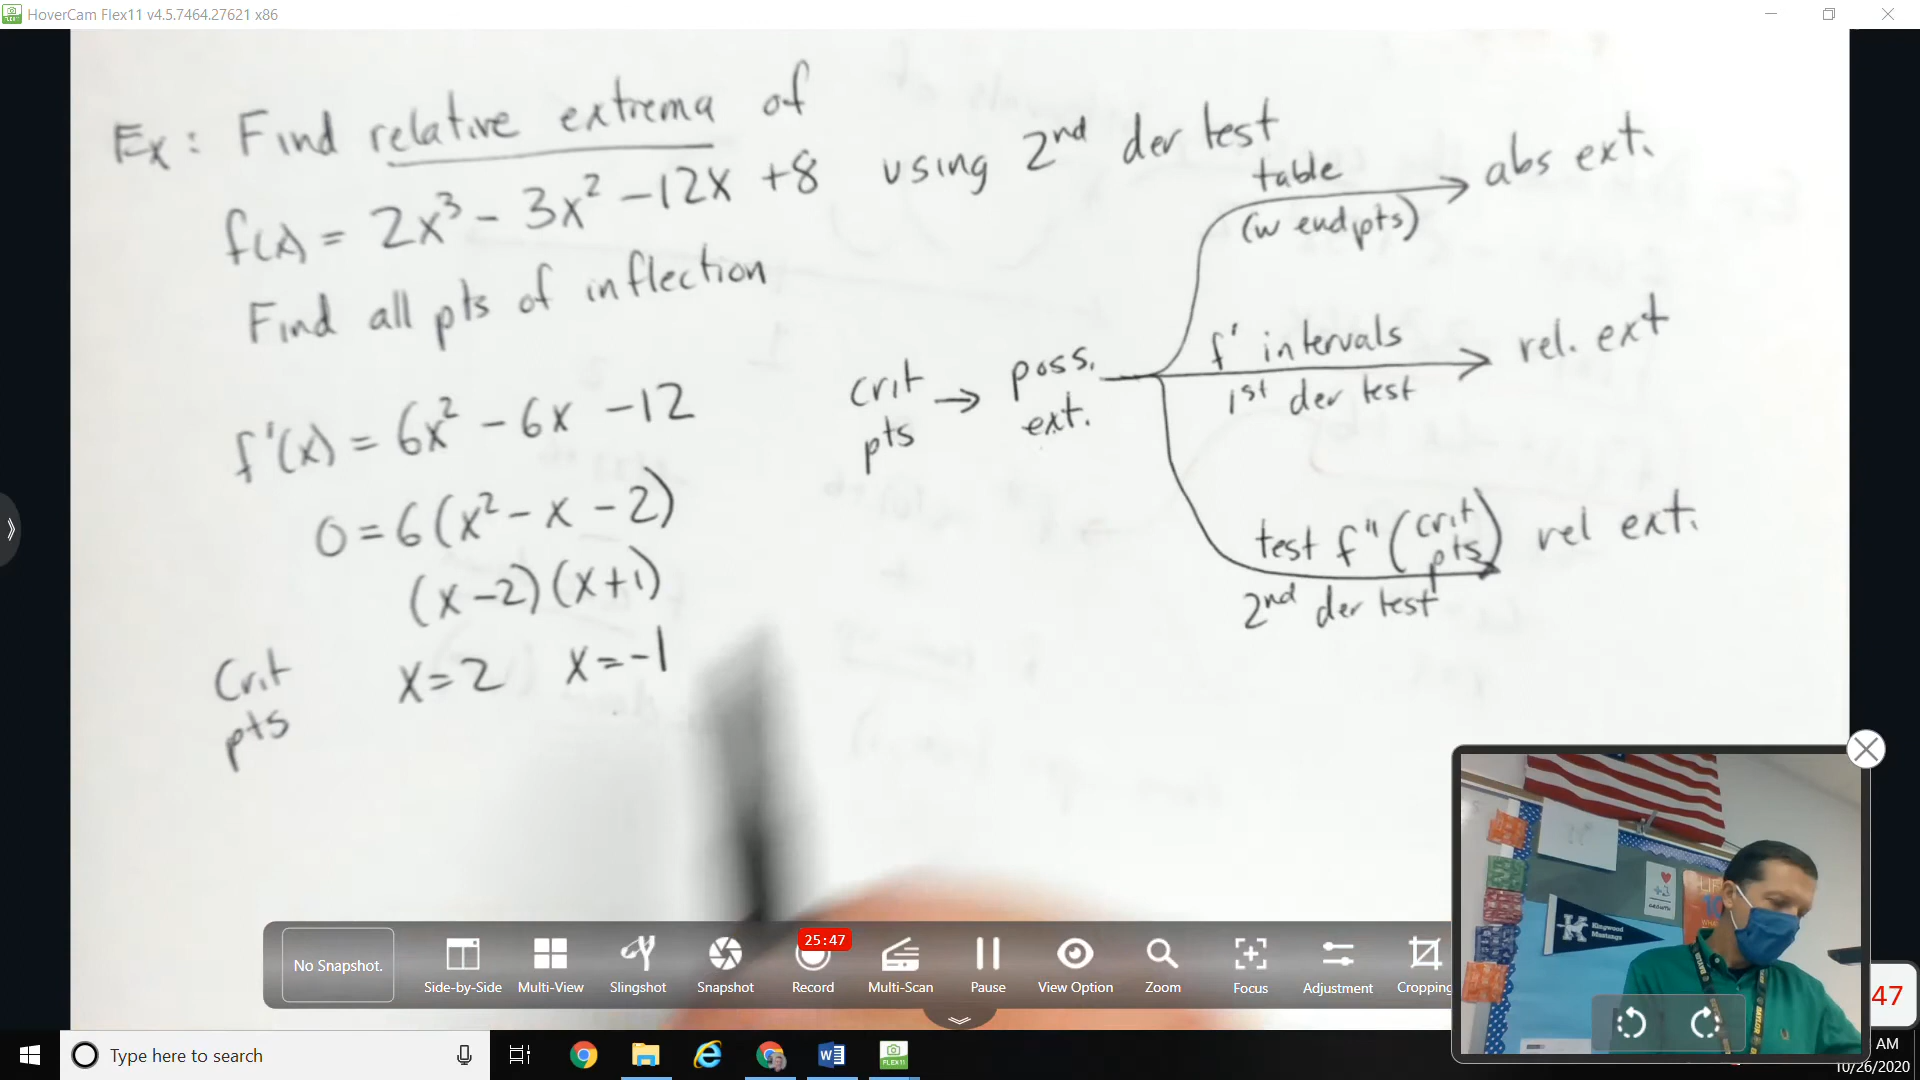 HoverCam Flex11 v4.5.7464.27621 x86
Ex: Find relative extrema of
f(x) = 2x³ - 3x² - 12x + 8 using 2nd der test
Find all pts of inflection
f'(x) = 6x² - 6x - 12
0 = 6(x² - x - 2)
(x-2)(x+1)
Crit pts x=2 x=-1
crit pts → poss. ext.
table
(w endpts)
abs ext.
f' intervals
1st der test
rel. ext
test f"(crit pts)
2nd der test
rel ext.
Kingwood
Mustangs
No Snapshot.
25:47
Side-by-Side
Multi-View
Slingshot
Snapshot
Record
Multi-Scan
Pause
View Option
Zoom
Focus
Adjustment
Cropping
47
Type here to search
FLEX11
AM
10/26/2020